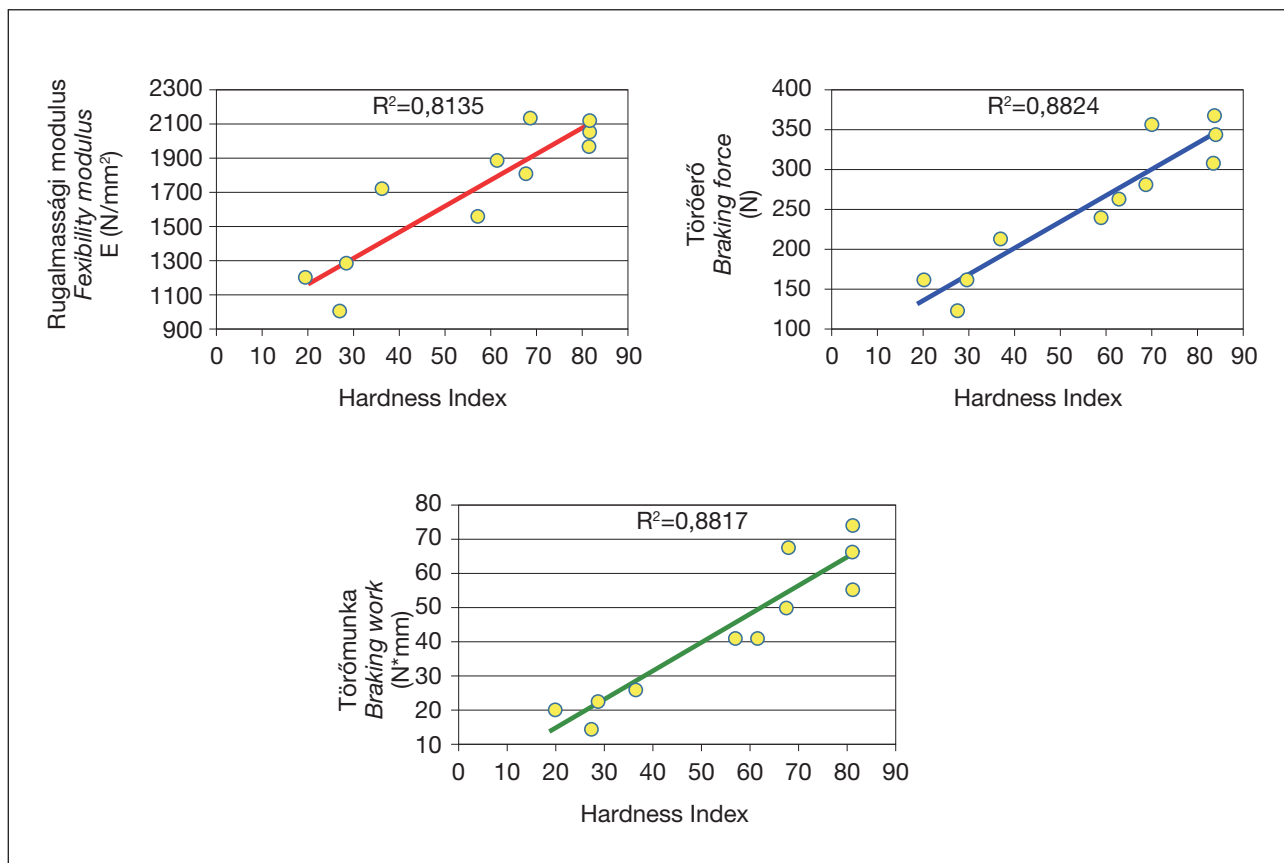 Rugalmassági modulus
Fexibility modulus
E (N/mm²)
2300
2100
1900
1700
1500
1300
1100
900
R²=0,8135
0 10 20 30 40 50 60 70 80 90
Hardness Index
Törőerő
Braking force
(N)
400
350
300
250
200
150
100
R²=0,8824
0 10 20 30 40 50 60 70 80 90
Hardness Index
Törőmunka
Braking work
(N*mm)
80
70
60
50
40
30
20
10
R²=0,8817
0 10 20 30 40 50 60 70 80 90
Hardness Index